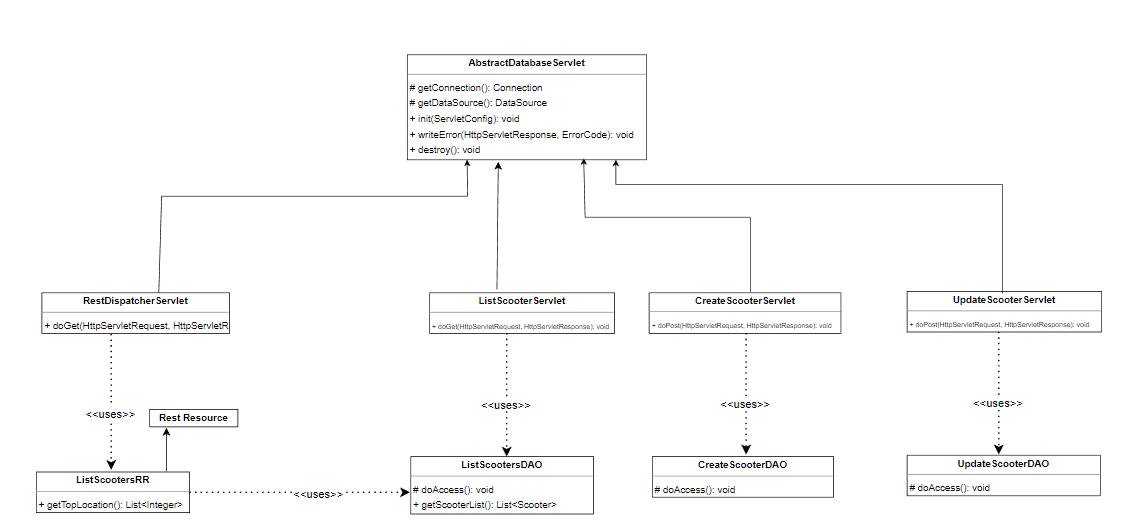 AbstractDatabaseServlet
# getConnection(): Connection
# getDataSource(): DataSource
+ init(ServletConfig): void
+ writeError(HttpServletResponse, ErrorCode): void
+ destroy(): void
RestDispatcherServlet
+ doGet(HttpServletRequest, HttpServletR
ListScooterServlet
+ doGet(HttpServletRequest, HttpServletResponse): void
CreateScooterServlet
+ doPost(HttpServletRequest, HttpServletResponse): void
UpdateScooterServlet
+ doPost(HttpServletRequest, HttpServletResponse): void
<<uses>>
<<uses>>
<<uses>>
<<uses>>
Rest Resource
ListScootersRR
+ getTopLocation(): List<Integer>
<<uses>>
ListScootersDAO
# doAccess(): void
+ getScooterList(): List<Scooter>
CreateScooterDAO
# doAccess(): void
UpdateScooterDAO
# doAccess(): void